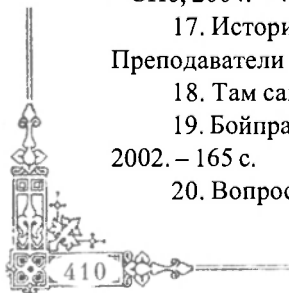 17. Истори
Преподаватели
18. Там са
19. Бойпра
2002. – 165 с.
20. Вопрос
410